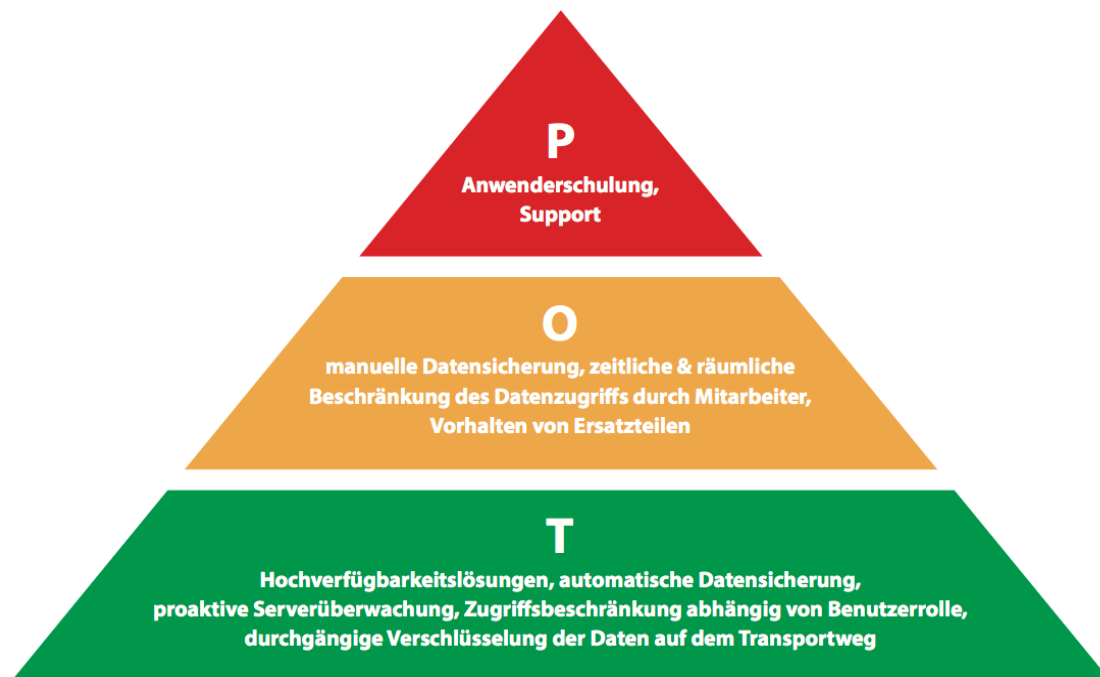 P
Anwenderschulung,
Support
O
manuelle Datensicherung, zeitliche & räumliche
Beschränkung des Datenzugriffs durch Mitarbeiter,
Vorhalten von Ersatzteilen
T
Hochverfügbarkeitslösungen, automatische Datensicherung,
proaktive Serverüberwachung, Zugriffsbeschränkung abhängig von Benutzerrolle,
durchgängige Verschlüsselung der Daten auf dem Transportweg